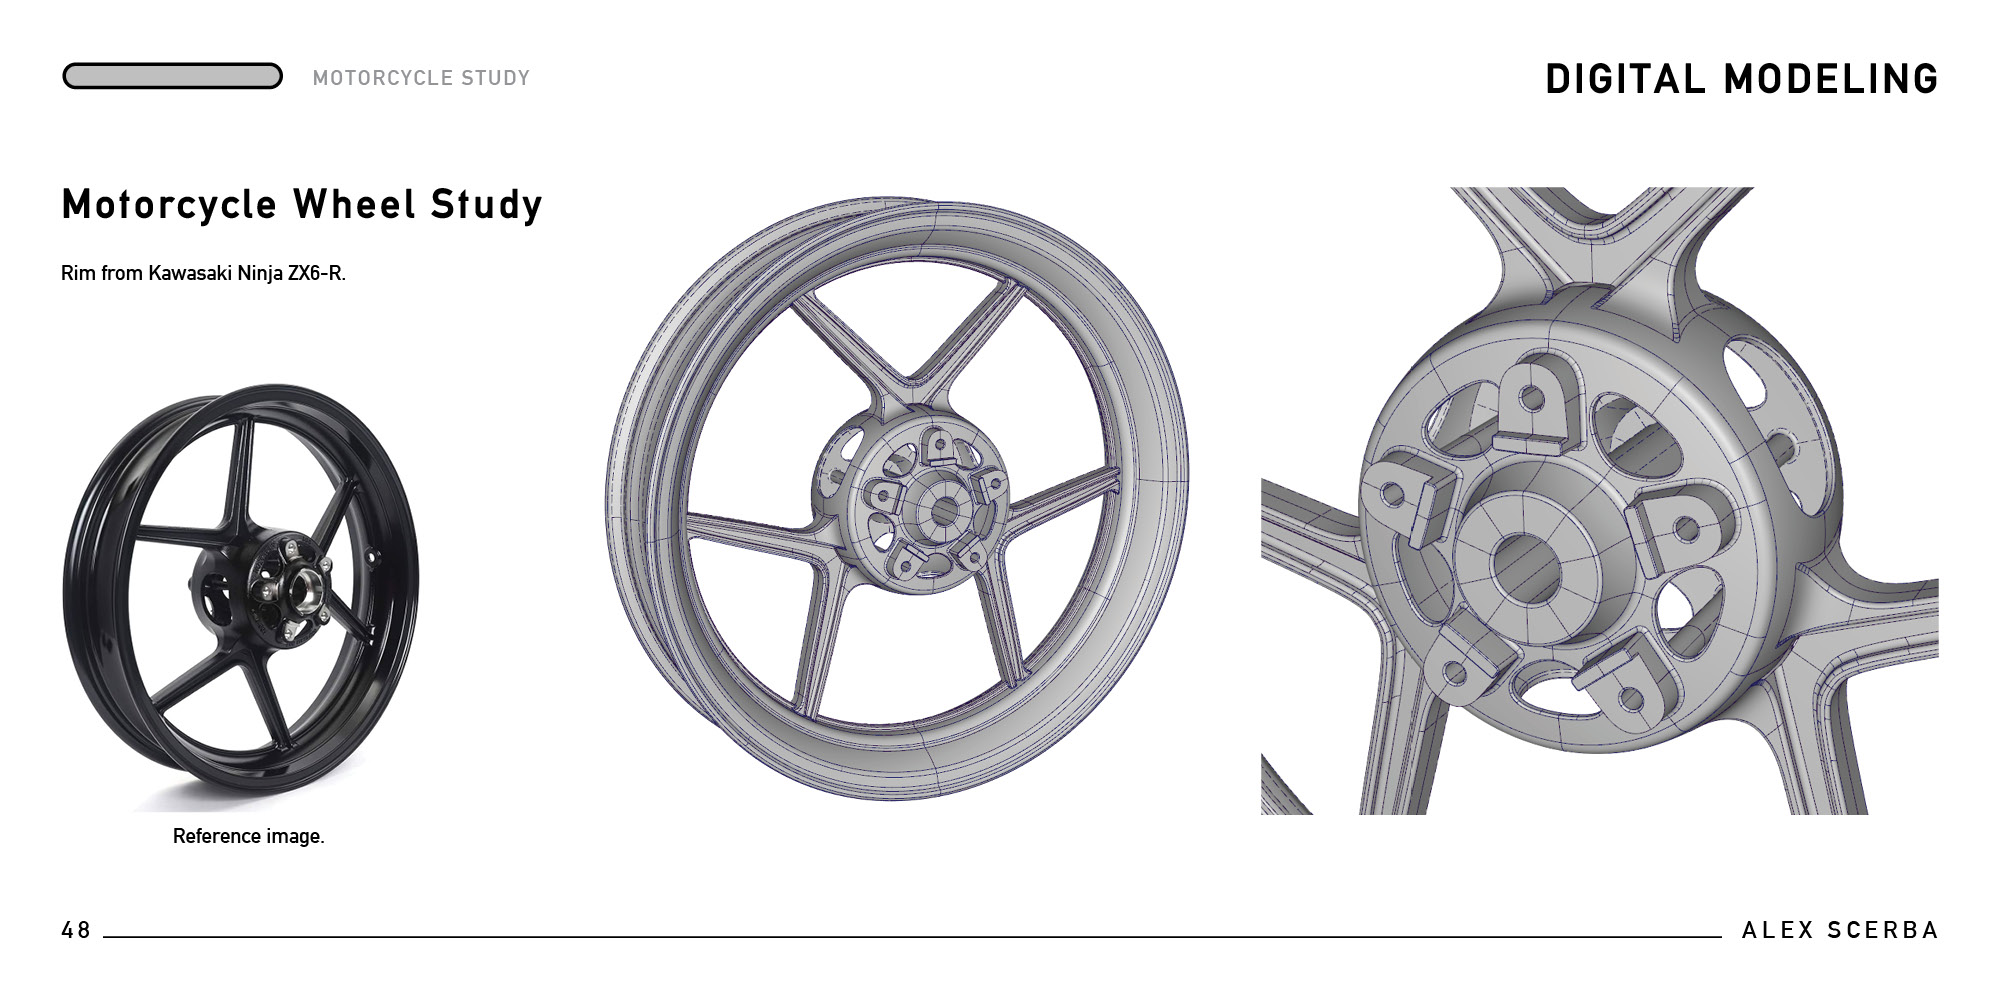 MOTORCYCLE STUDY
DIGITAL MODELING
Motorcycle Wheel Study
Rim from Kawasaki Ninja ZX6-R.
Reference image.
48
ALEX SCERBA